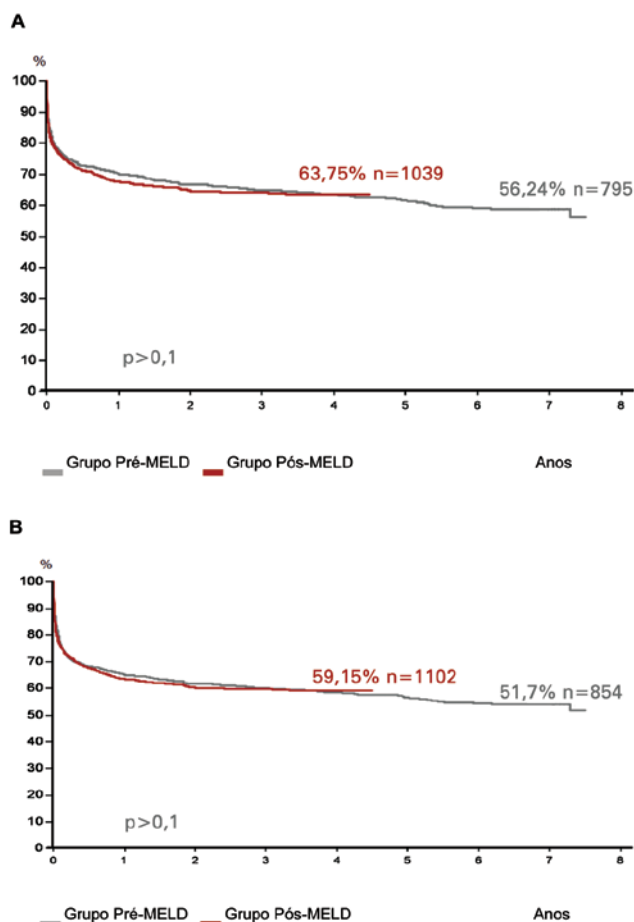 A
%
100
90
80
70
60
50
40
30
20
10
0
63,75% n=1039
56,24% n=795
p>0,1
0 1 2 3 4 5 6 7 8
Grupo Pré-MELD Grupo Pós-MELD Anos
B
%
100
90
80
70
60
50
40
30
20
10
0
59,15% n=1102
51,7% n=854
p>0,1
0 1 2 3 4 5 6 7 8
Grupo Pré-MELD Grupo Pós-MELD Anos